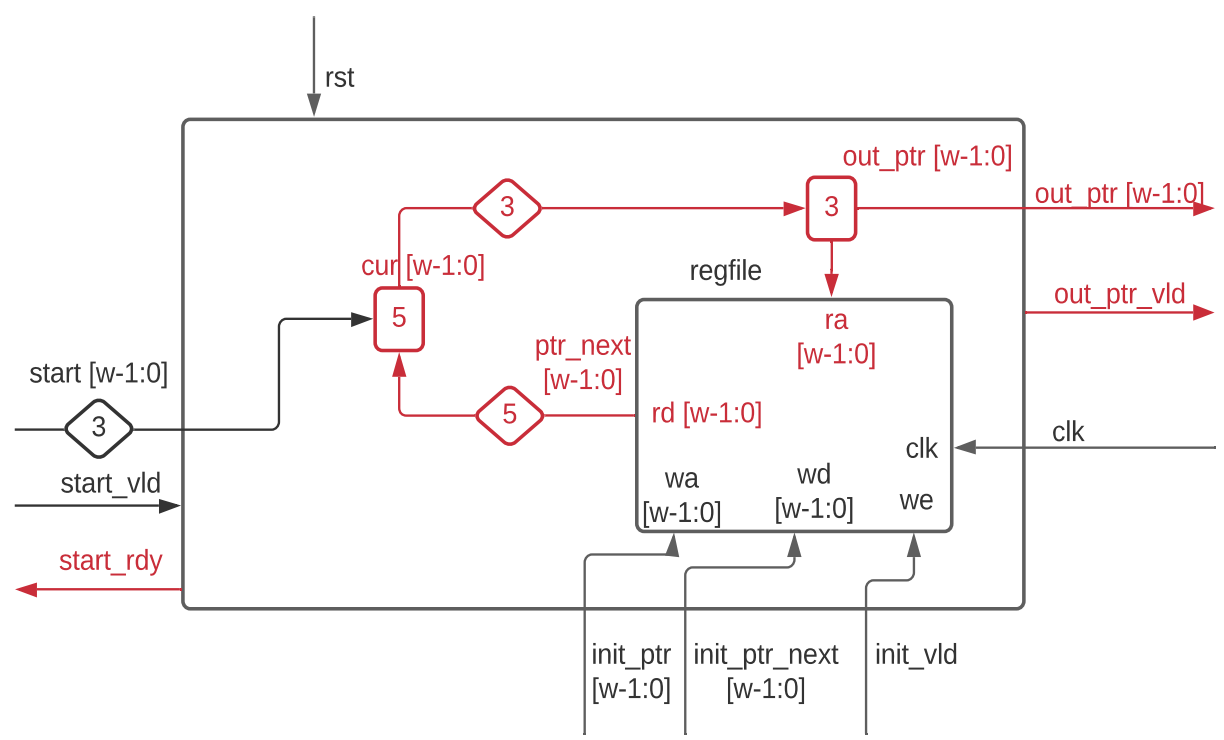 rst
out_ptr [w-1:0]
out_ptr [w-1:0]
3
3
cur [w-1:0]
regfile
out_ptr_vld
5
ra
[w-1:0]
ptr_next
[w-1:0]
start [w-1:0]
3
5
rd [w-1:0]
clk
clk
start_vld
wa
[w-1:0]
wd
[w-1:0]
we
start_rdy
init_ptr
[w-1:0]
init_ptr_next
[w-1:0]
init_vld